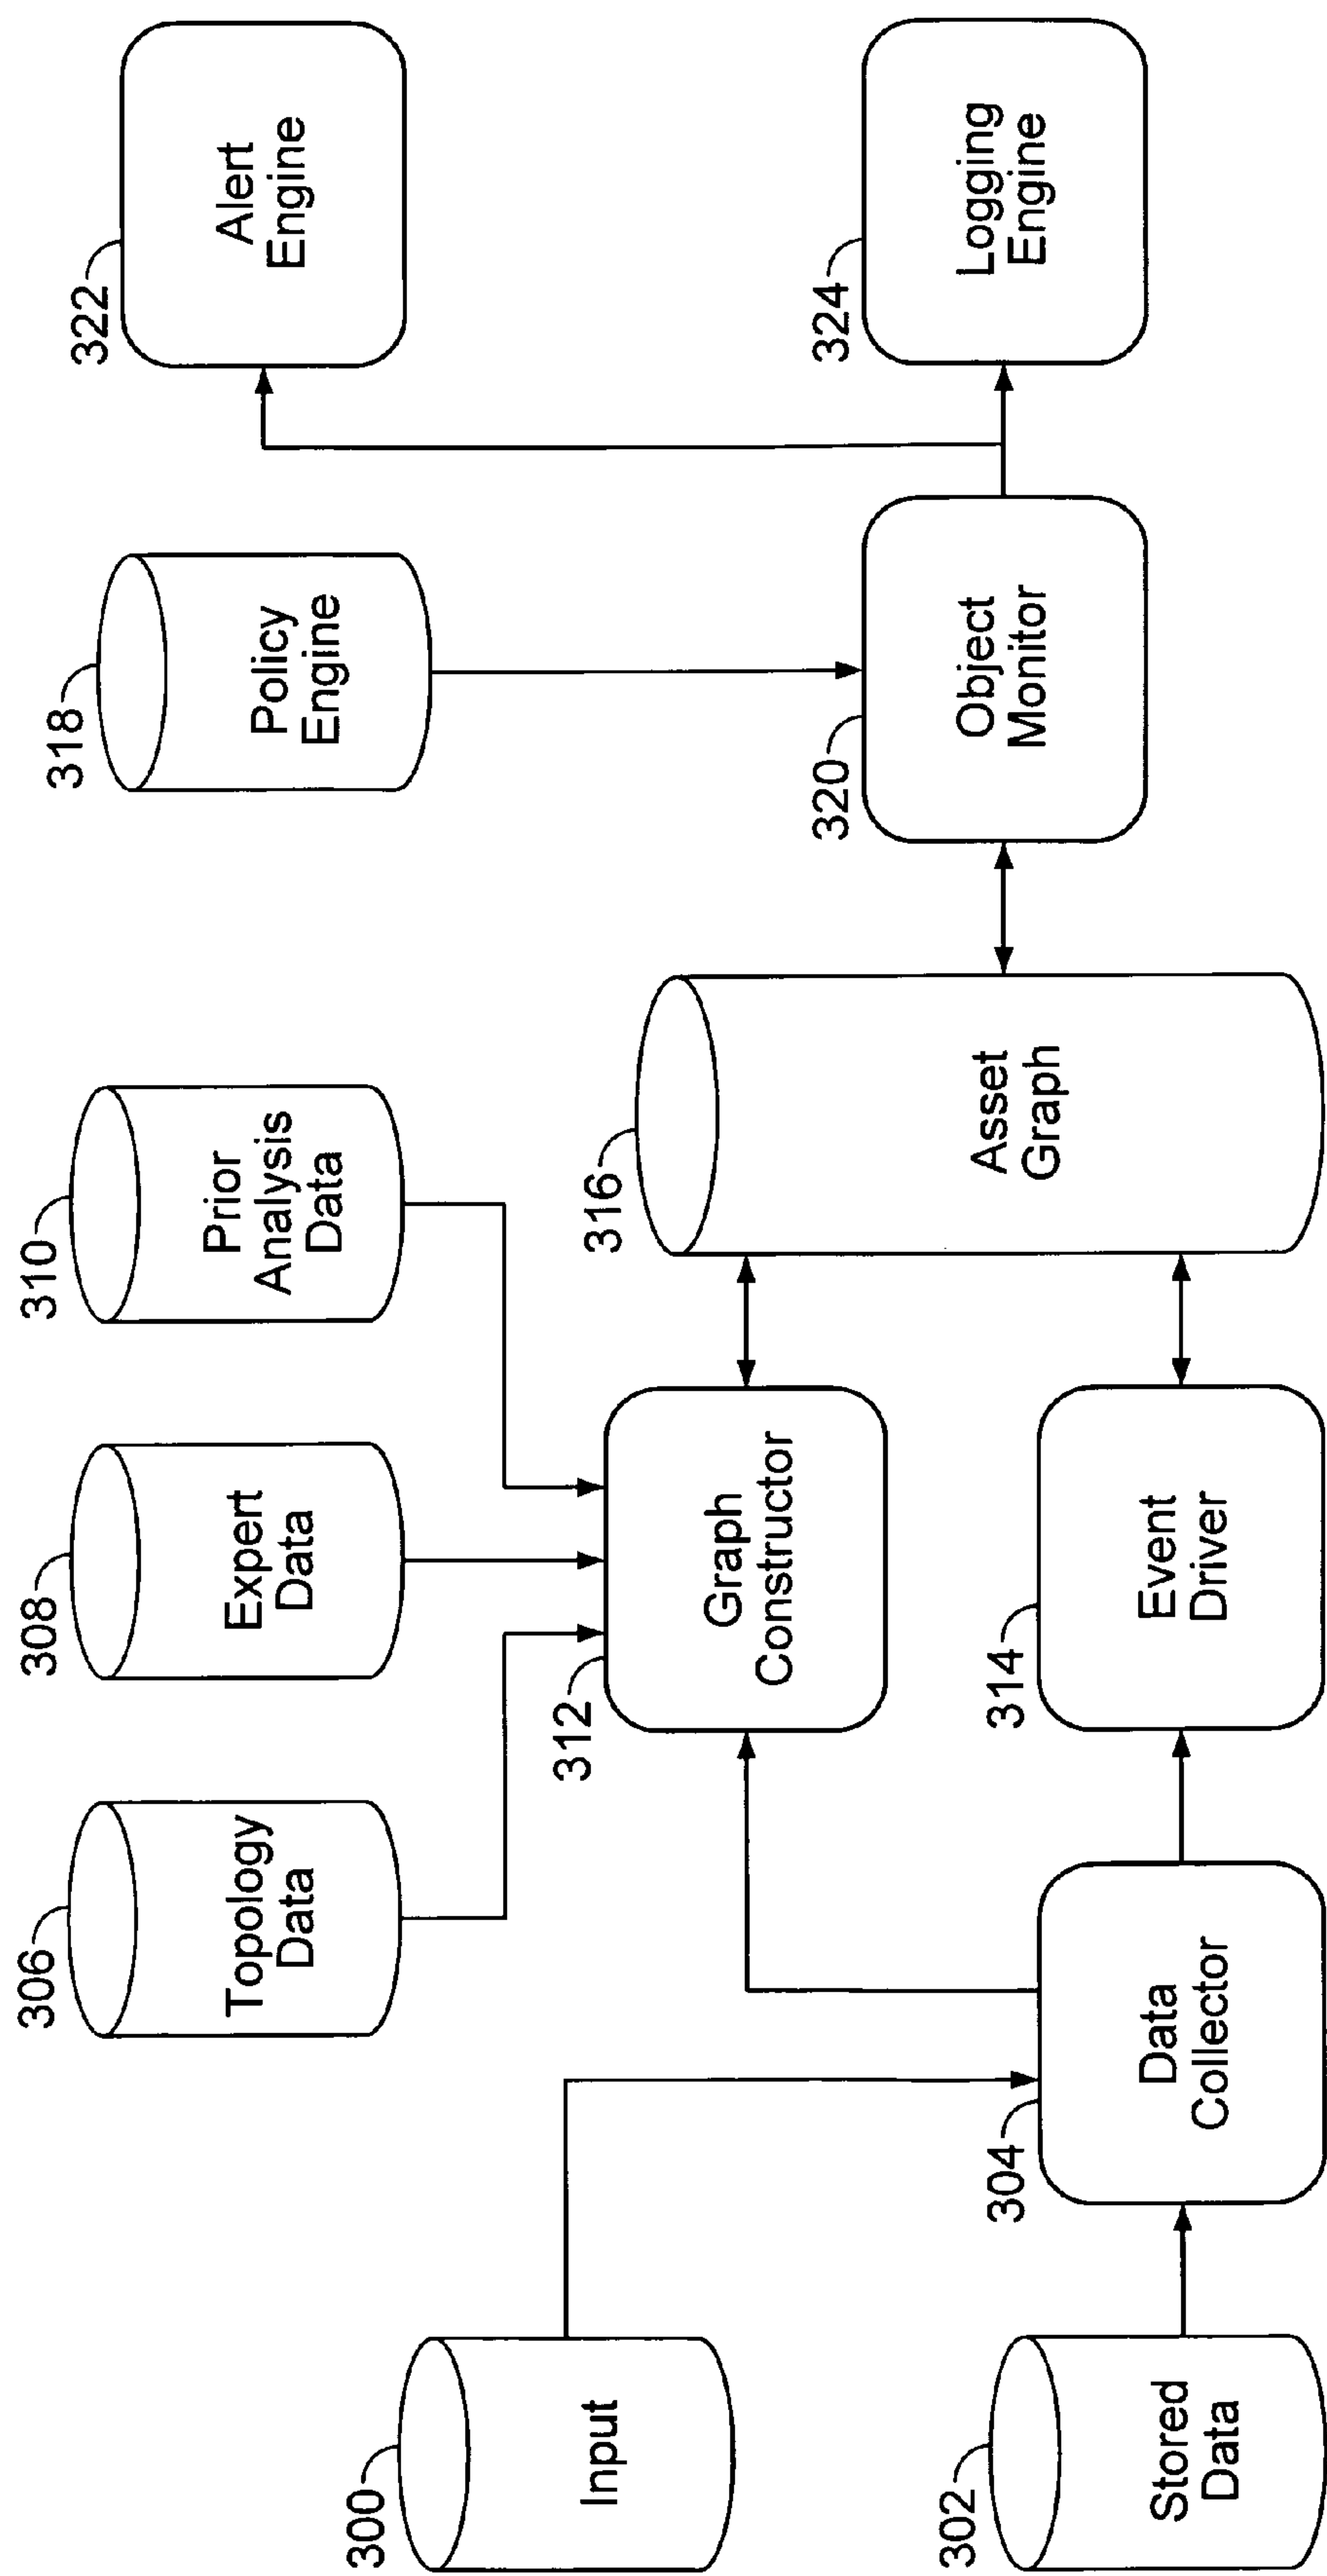 300
Input
302
Stored
Data
304
Data
Collector
306
Topology
Data
308
Expert
Data
310
Prior
Analysis
Data
312
Graph
Constructor
314
Event
Driver
316
Asset
Graph
318
Policy
Engine
320
Object
Monitor
322
Alert
Engine
324
Logging
Engine